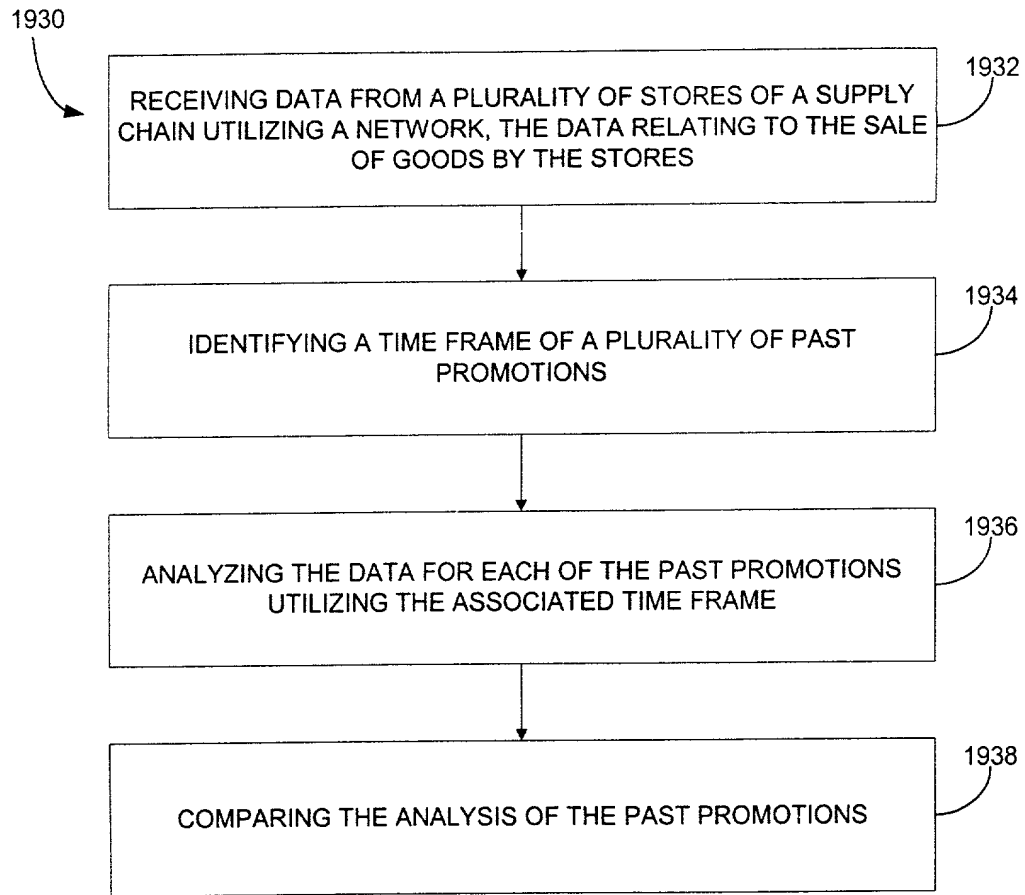 1930
1932
RECEIVING DATA FROM A PLURALITY OF STORES OF A SUPPLY
CHAIN UTILIZING A NETWORK, THE DATA RELATING TO THE SALE
OF GOODS BY THE STORES
1934
IDENTIFYING A TIME FRAME OF A PLURALITY OF PAST
PROMOTIONS
1936
ANALYZING THE DATA FOR EACH OF THE PAST PROMOTIONS
UTILIZING THE ASSOCIATED TIME FRAME
1938
COMPARING THE ANALYSIS OF THE PAST PROMOTIONS